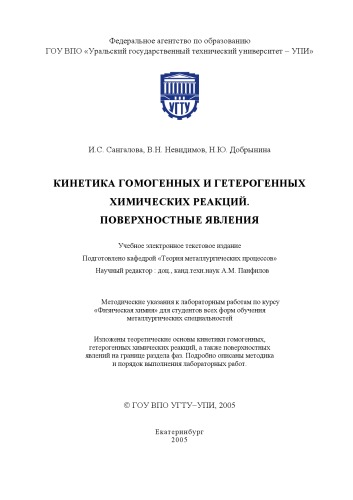 Федеральное агентство по образованию
ГОУ ВПО «Уральский государственный технический университет – УПИ»
УГТУ
И.С. Сангалова, В.Н. Невидимов, Н.Ю. Добрынина
КИНЕТИКА ГОМОГЕННЫХ И ГЕТЕРОГЕННЫХ
ХИМИЧЕСКИХ РЕАКЦИЙ.
ПОВЕРХНОСТНЫЕ ЯВЛЕНИЯ
Учебное электронное текстовое издание
Подготовлено кафедрой «Теория металлургических процессов»
Научный редактор : доц., канд.техн.наук А.М. Панфилов
Методические указания к лабораторным работам по курсу
«Физическая химия» для студентов всех форм обучения
металлургических специальностей
Изложены теоретические основы кинетики гомогенных,
гетерогенных химических реакций, а также поверхностных
явлений на границе раздела фаз. Подробно описаны методика
и порядок выполнения лабораторных работ.
© ГОУ ВПО УГТУ–УПИ, 2005
Екатеринбург
2005